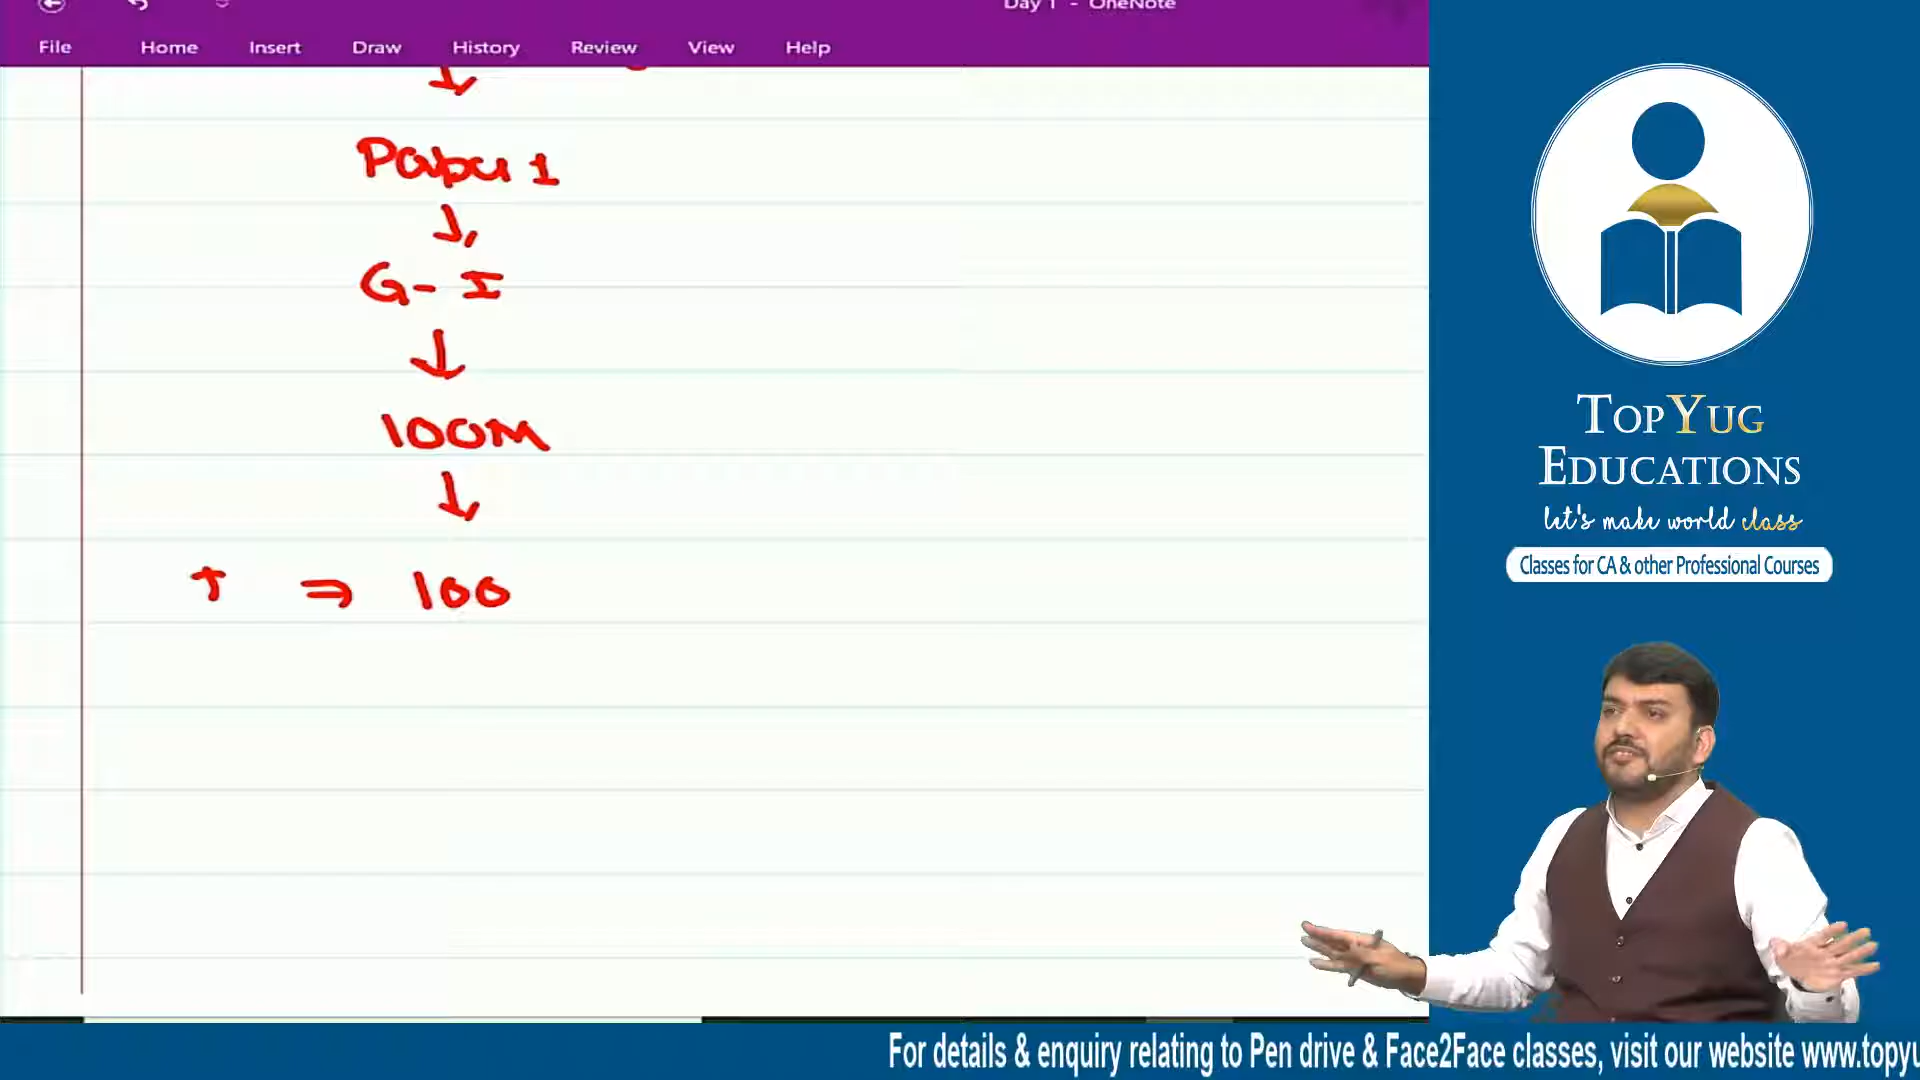 Day 1 - OneNote
File Home Insert Draw History Review View Help
Paper 1
G - I
100M
T ⇒ 100
TOPYUG
EDUCATIONS
let's make world class
Classes for CA & other Professional Courses
For details & enquiry relating to Pen drive & Face2Face classes, visit our website www.topyu